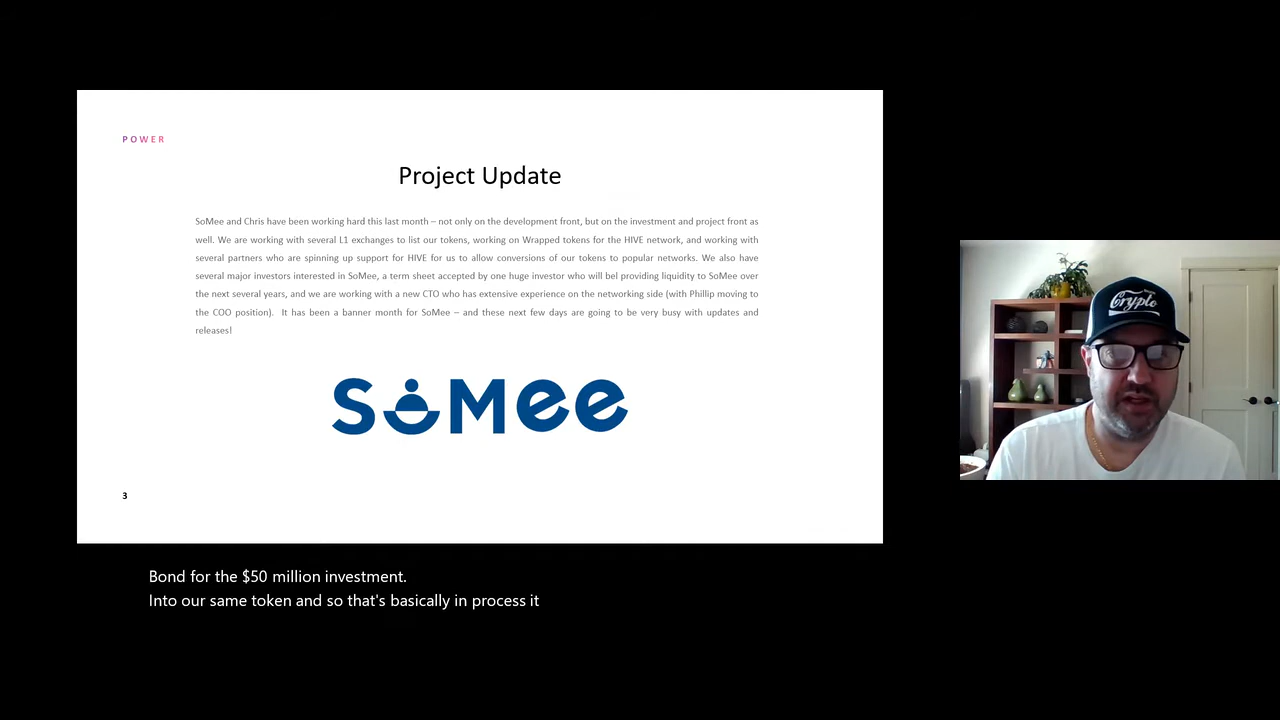 POWER
Project Update
SoMee and Chris have been working hard this last month – not only on the development front, but on the investment and project front as
well. We are working with several L1 exchanges to list our tokens, working on Wrapped tokens for the HIVE network, and working with
several partners who are spinning up support for HIVE for us to allow conversions of our tokens to popular networks. We also have
several major investors interested in SoMee, a term sheet accepted by one huge investor who will bel providing liquidity to SoMee over
the next several years, and we are working with a new CTO who has extensive experience on the networking side (with Phillip moving to
the COO position). It has been a banner month for SoMee – and these next few days are going to be very busy with updates and
releases!
SoMee
3
Crypto
Bond for the $50 million investment.
Into our same token and so that's basically in process it